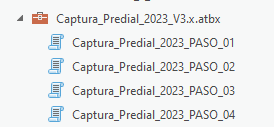 Captura_Predial_2023_V3.x.atbx
Captura_Predial_2023_PASO_01
Captura_Predial_2023_PASO_02
Captura_Predial_2023_PASO_03
Captura_Predial_2023_PASO_04